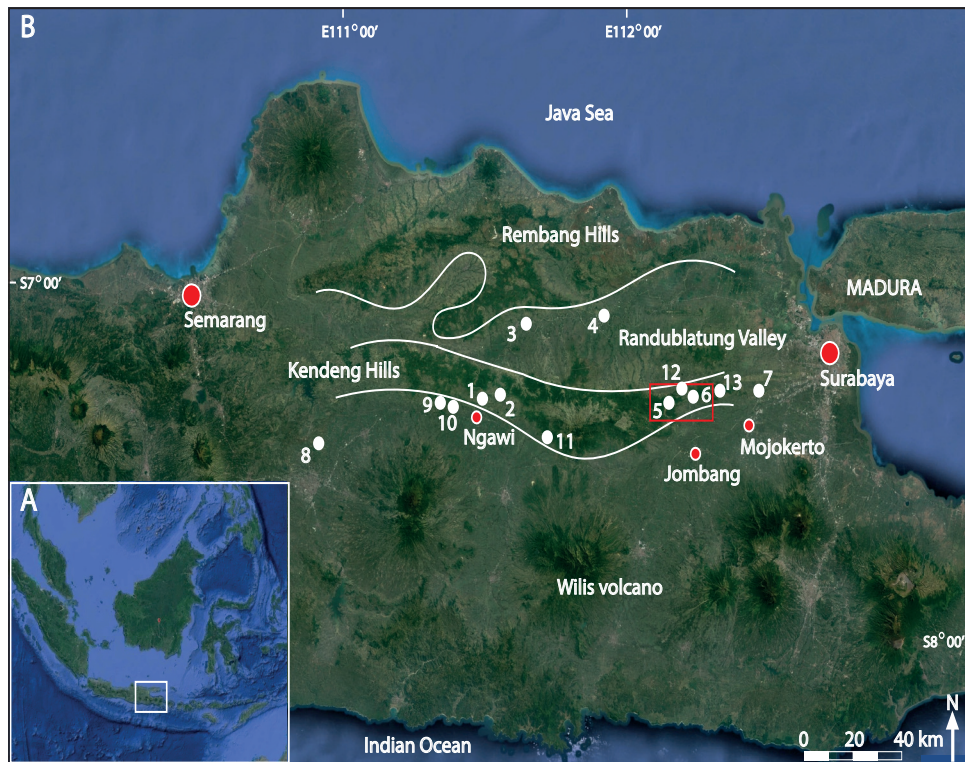 B
E111°00′
E112°00′
Java Sea
Rembang Hills
S7°00′
MADURA
Semarang
3
4
Randublatung Valley
Kendeng Hills
12
13
7
Surabaya
1
2
5
6
9
10
Ngawi
11
Mojokerto
8
Jombang
A
Wilis volcano
S8°00′
N
Indian Ocean
0 20 40 km